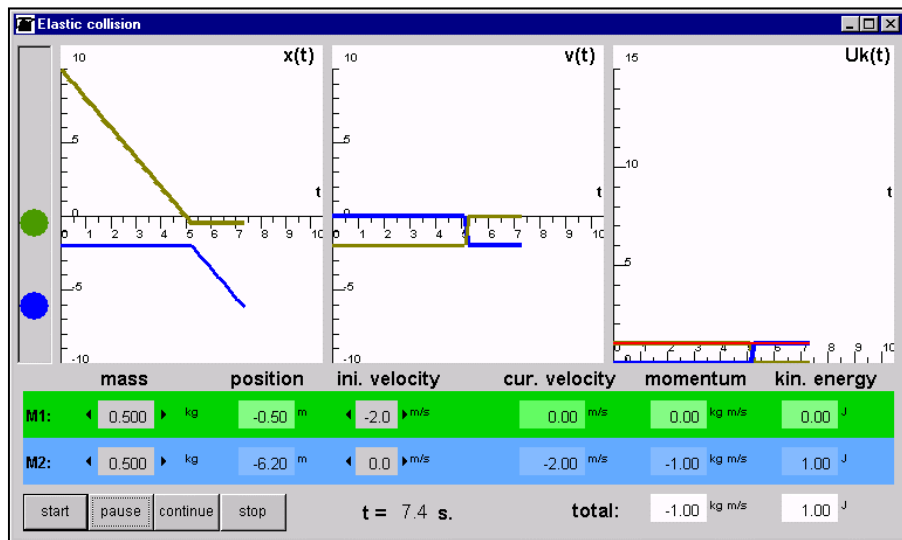 Elastic collision
10 x(t)
5
t
0
0 1 2 3 4 5 6 7 8 9 10
-5
-10
10 v(t)
5
t
0
0 1 2 3 4 5 6 7 8 9 10
-5
-10
15 Uk(t)
10
t
5
0 1 2 3 4 5 6 7 8 9 10
mass position ini. velocity cur. velocity momentum kin. energy
M1: 0.500 kg -0.50 m -2.0 m/s 0.00 m/s 0.00 kg m/s 0.00 J
M2: 0.500 kg -6.20 m 0.0 m/s -2.00 m/s -1.00 kg m/s 1.00 J
start pause continue stop t = 7.4 s. total: -1.00 kg m/s 1.00 J